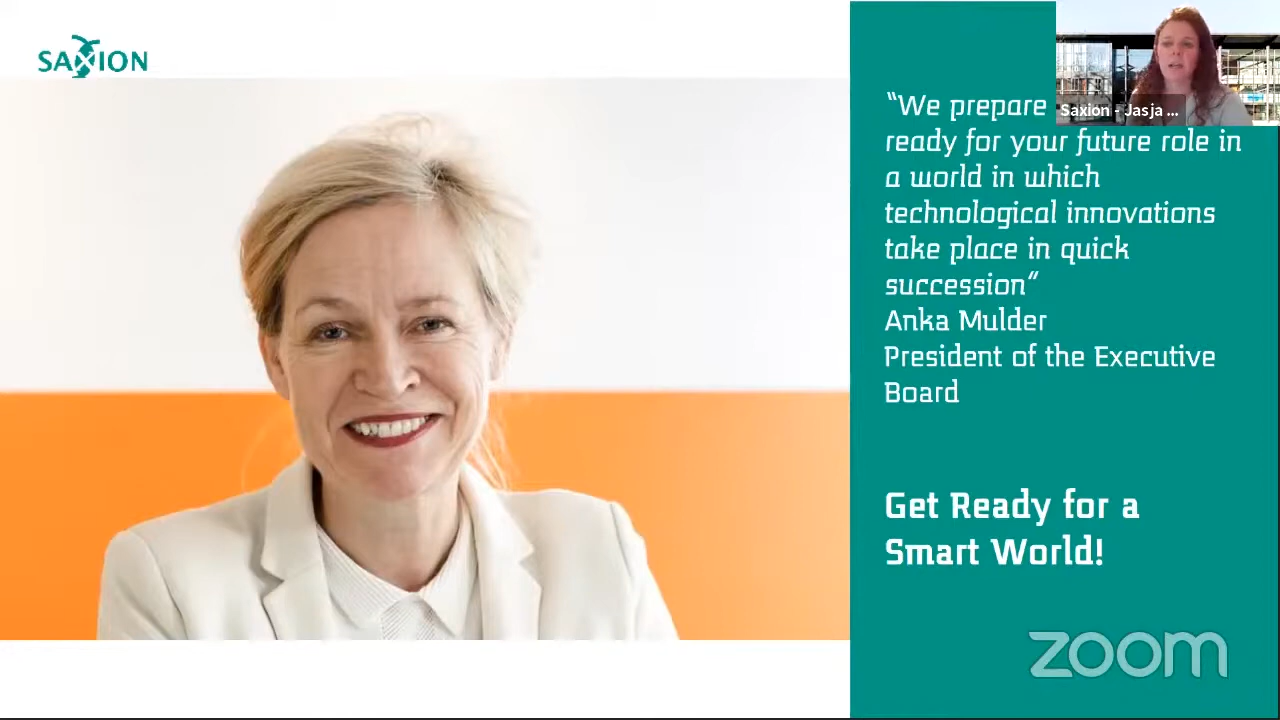 SAXION
“We prepare
ready for your future role in
a world in which
technological innovations
take place in quick
succession“
Anka Mulder
President of the Executive
Board
Get Ready for a
Smart World!
Saxion - Jasja ...
zoom